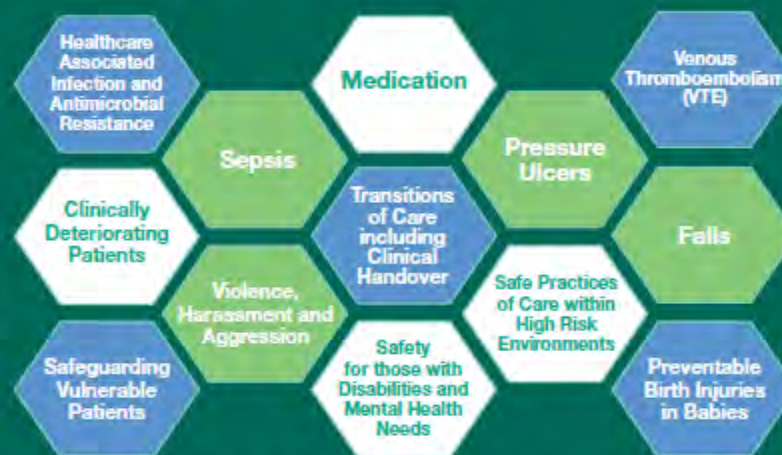 Healthcare
Associated
Infection and
Antimicrobial
Resistance
Medication
Venous
Thromboembolism
(VTE)
Sepsis
Pressure
Ulcers
Clinically
Deteriorating
Patients
Transitions
of Care
including
Clinical
Handover
Falls
Violence,
Harassment and
Aggression
Safe Practices
of Care within
High Risk
Environments
Safeguarding
Vulnerable
Patients
Safety
for those with
Disabilities and
Mental Health
Needs
Preventable
Birth Injuries
in Babies